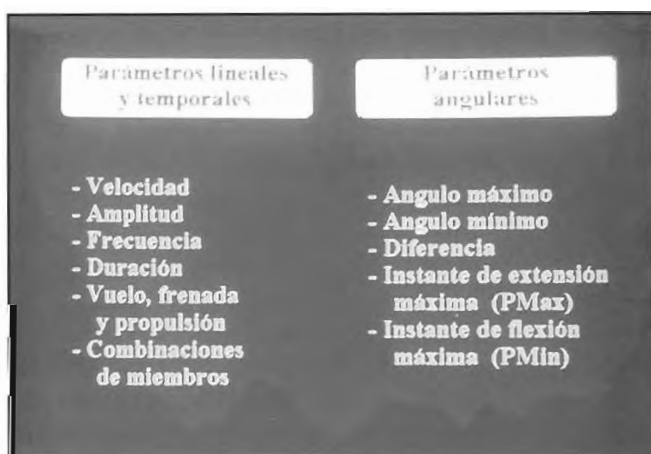 Parámetros lineales
y temporales
- Velocidad
- Amplitud
- Frecuencia
- Duración
- Vuelo, frenada
y propulsión
- Combinaciones
de miembros
Parámetros
angulares
- Angulo máximo
- Angulo mínimo
- Diferencia
- Instante de extensión
máxima (PMax)
- Instante de flexión
máxima (PMin)